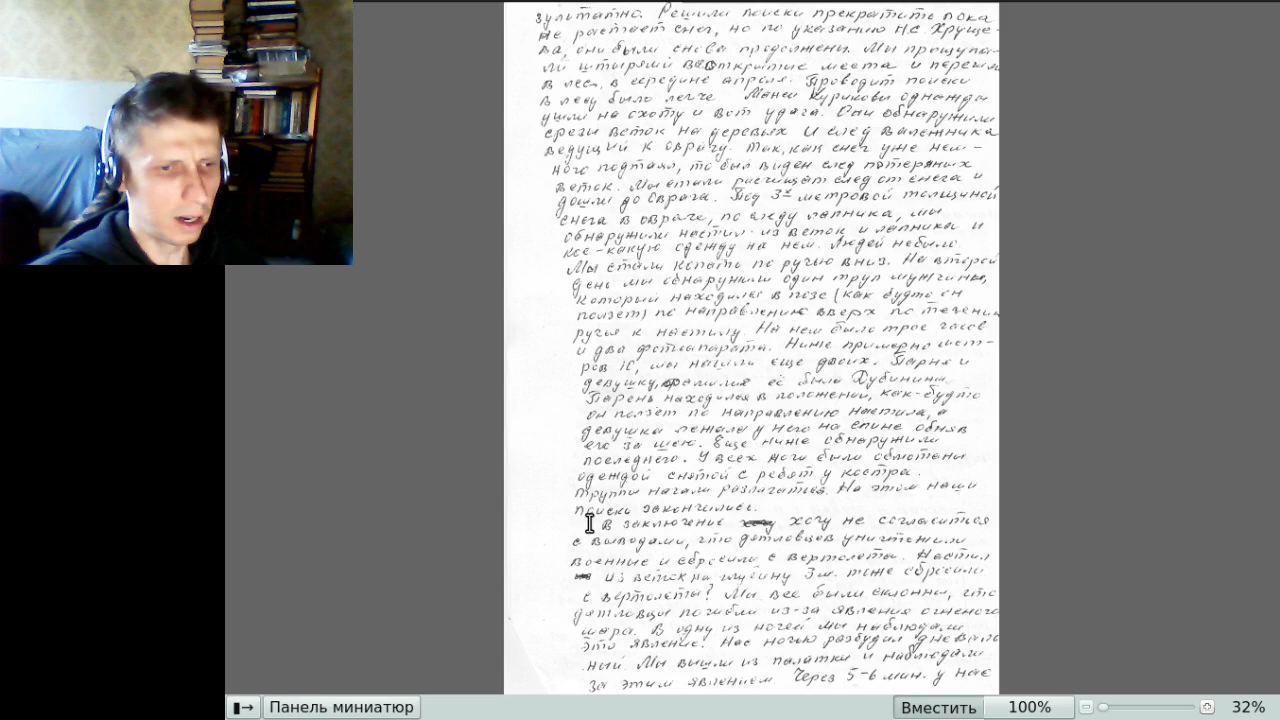 зультатно. Решили поиски прекратить пока
не растает снег, но по указанию Н.С. Хруще-
ва, они были снова продолжены. Мы прощупа-
ли штырями все открытые места и перешли
в лес, в середине апреля. Проводит поиски
в лесу было легче. Манси Куриковы однажды
ушли на охоту и вот удача. Они обнаружили
срезы веток на деревьях и след валежника
ведущий к оврагу. Так, как снег уже нем-
ного подтаял, то был виден след потеряных
веток. Мы стали расчищать след от снега и
дошли до оврага. Под 3х метровой толщиной
снега в овраге, по следу лапника, мы
обнаружили настил из веток и лапника и
кое-какую одежду на нем. Людей небыло.
Мы стали копать по ручью вниз. На второй
день мы обнаружили один труп мужчины,
который находился в позе (как будто он
ползет) по направлению вверх по течению
ручья к настилу. На нем было трое часов
и два фотоаппарата. Ниже примерно мет-
ров 10, мы нашли еще двоих. Парня и
девушку, фамилия её была Дубинина.
Парень находился в положении, как-будто
он ползет по направлению настила, а
девушка лежала у него на спине обняв
его за шею. Еще ниже обнаружили
последнего. У всех ноги были обмотаны
одеждой снятой с ребят у костра.
Трупы начали разлагаться. На этом наши
поиски закончились.
В заключение хочу не согласиться
с выводами, что дятловцев уничтожили
военные и сбросили с вертолета. Настил
из веток на глубину 3 м. тоже сбросили
с вертолета? Мы все были склонны, что
дятловцы погибли из-за явления огненого
шара. В одну из ночей мы наблюдали
это явление. Нас ночью разбудил дневаль
ный. Мы вышли из палатки и наблюдали
за этим явлением Через 5-6 мин. у нас
Панель миниатюр
Вместить
100%
32%